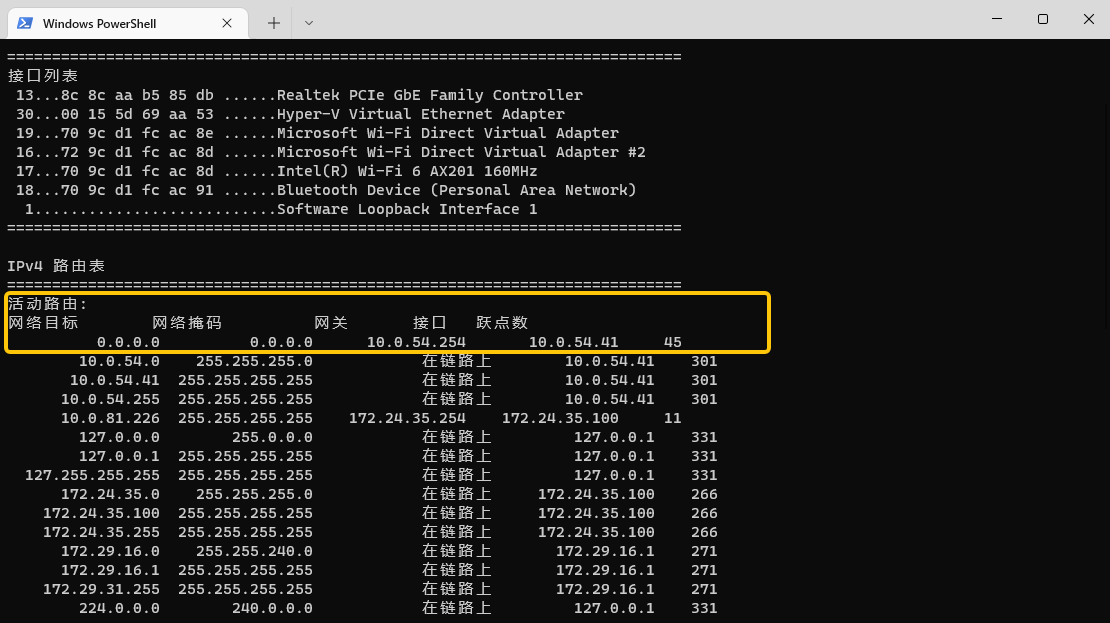 Windows PowerShell
===========================================================================
接口列表
 13...8c 8c aa b5 85 db ......Realtek PCIe GbE Family Controller
 30...00 15 5d 69 aa 53 ......Hyper-V Virtual Ethernet Adapter
 19...70 9c d1 fc ac 8e ......Microsoft Wi-Fi Direct Virtual Adapter
 16...72 9c d1 fc ac 8d ......Microsoft Wi-Fi Direct Virtual Adapter #2
 17...70 9c d1 fc ac 8d ......Intel(R) Wi-Fi 6 AX201 160MHz
 18...70 9c d1 fc ac 91 ......Bluetooth Device (Personal Area Network)
  1...........................Software Loopback Interface 1
===========================================================================
IPv4 路由表
===========================================================================
活动路由:
网络目标        网络掩码          网关       接口   跃点数
          0.0.0.0          0.0.0.0      10.0.54.254       10.0.54.41     45
        10.0.54.0    255.255.255.0            在链路上        10.0.54.41    301
       10.0.54.41  255.255.255.255            在链路上        10.0.54.41    301
      10.0.54.255  255.255.255.255            在链路上        10.0.54.41    301
      10.0.81.226  255.255.255.255    172.24.35.254    172.24.35.100     11
        127.0.0.0        255.0.0.0            在链路上         127.0.0.1    331
        127.0.0.1  255.255.255.255            在链路上         127.0.0.1    331
  127.255.255.255  255.255.255.255            在链路上         127.0.0.1    331
      172.24.35.0    255.255.255.0            在链路上     172.24.35.100    266
    172.24.35.100  255.255.255.255            在链路上     172.24.35.100    266
    172.24.35.255  255.255.255.255            在链路上     172.24.35.100    266
      172.29.16.0    255.255.240.0            在链路上       172.29.16.1    271
      172.29.16.1  255.255.255.255            在链路上       172.29.16.1    271
    172.29.31.255  255.255.255.255            在链路上       172.29.16.1    271
        224.0.0.0        240.0.0.0            在链路上         127.0.0.1    331